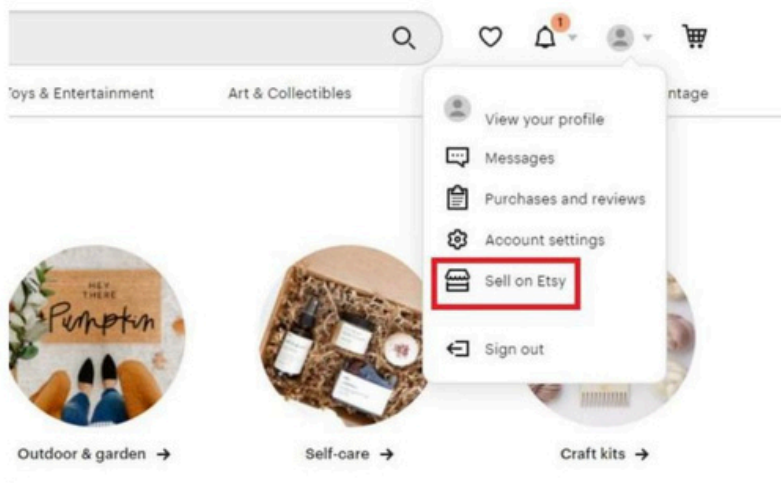 1
oys & Entertainment
Art & Collectibles
ntage
View your profile
Messages
Purchases and reviews
Account settings
Sell on Etsy
Sign out
HEY
THERE
Pumpkin
Outdoor & garden →
Self-care →
Craft kits →